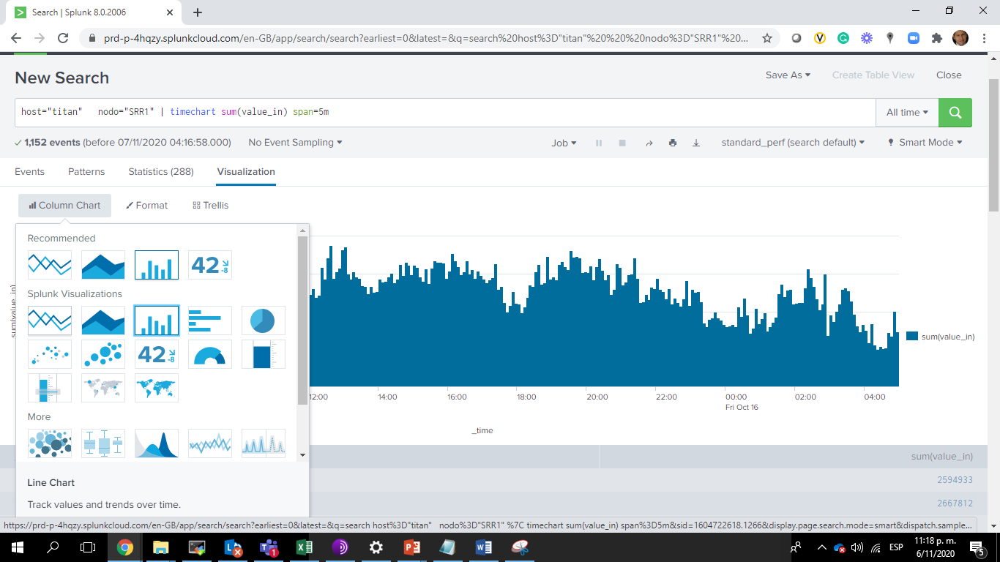 Search | Splunk 8.0.2006
prd-p-4hqzy.splunkcloud.com/en-GB/app/search/search?earliest=0&latest=&q=search%20host%3D"titan"%20%20%20nodo%3D"SRR1"%20...
New Search
Save As
Create Table View
Close
host="titan"   nodo="SRR1" | timechart sum(value_in) span=5m
All time
1,152 events (before 07/11/2020 04:16:58.000)
No Event Sampling
Job
standard_perf (search default)
Smart Mode
Events
Patterns
Statistics (288)
Visualization
Column Chart
Format
Trellis
Recommended
42
-8
Splunk Visualizations
42
-8
More
Line Chart
Track values and trends over time.
sum(value_in)
12:00
14:00
16:00
18:00
20:00
22:00
00:00
Fri Oct 16
02:00
04:00
_time
sum(value_in)
sum(value_in)
2594933
2667812
https://prd-p-4hqzy.splunkcloud.com/en-GB/app/search/search?earliest=0&latest=&q=search host%3D"titan"   nodo%3D"SRR1" %7C timechart sum(value_in) span%3D5m&sid=1604722618.1266&display.page.search.mode=smart&dispatch.sample...
1
ESP
11:18 p. m.
6/11/2020
5